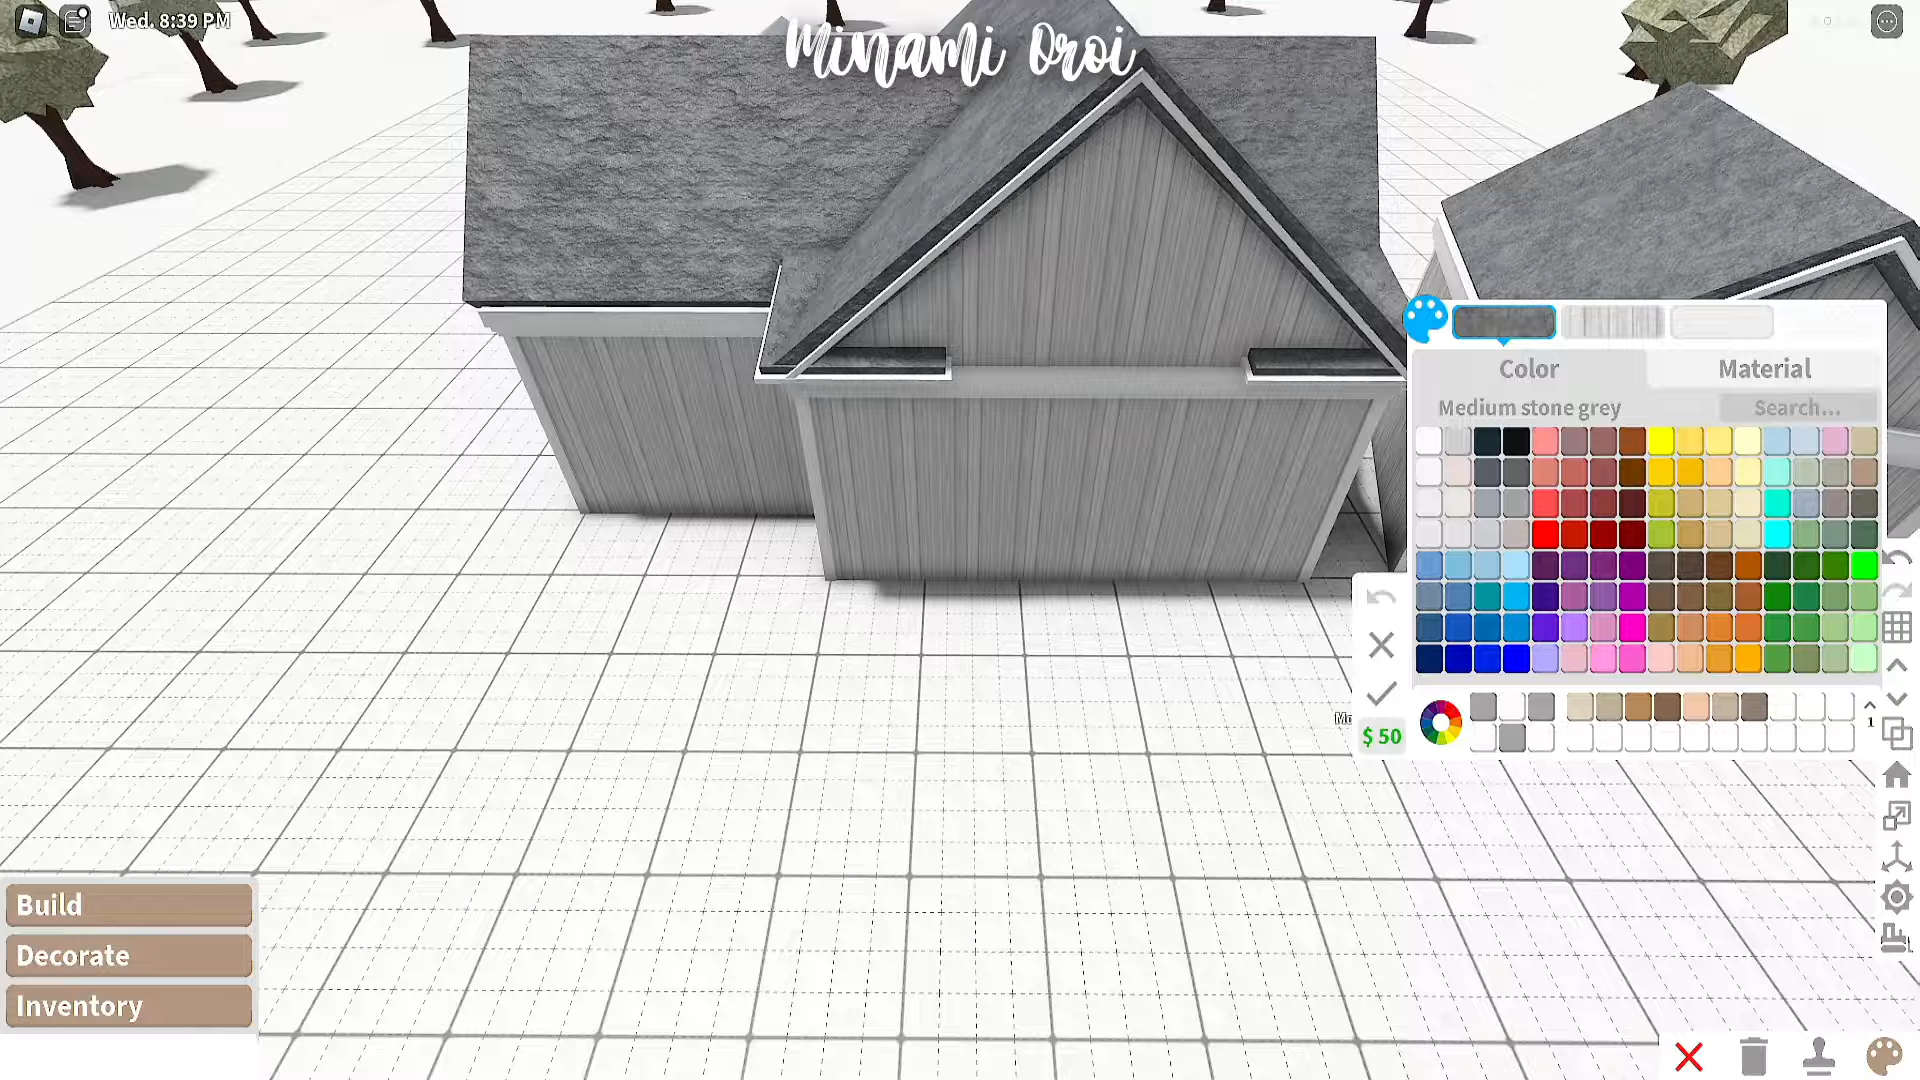 Wed. 8:39 PM
Minami Oroi
Color
Material
Medium stone grey
Search...
1
$ 50
Build
Decorate
Inventory